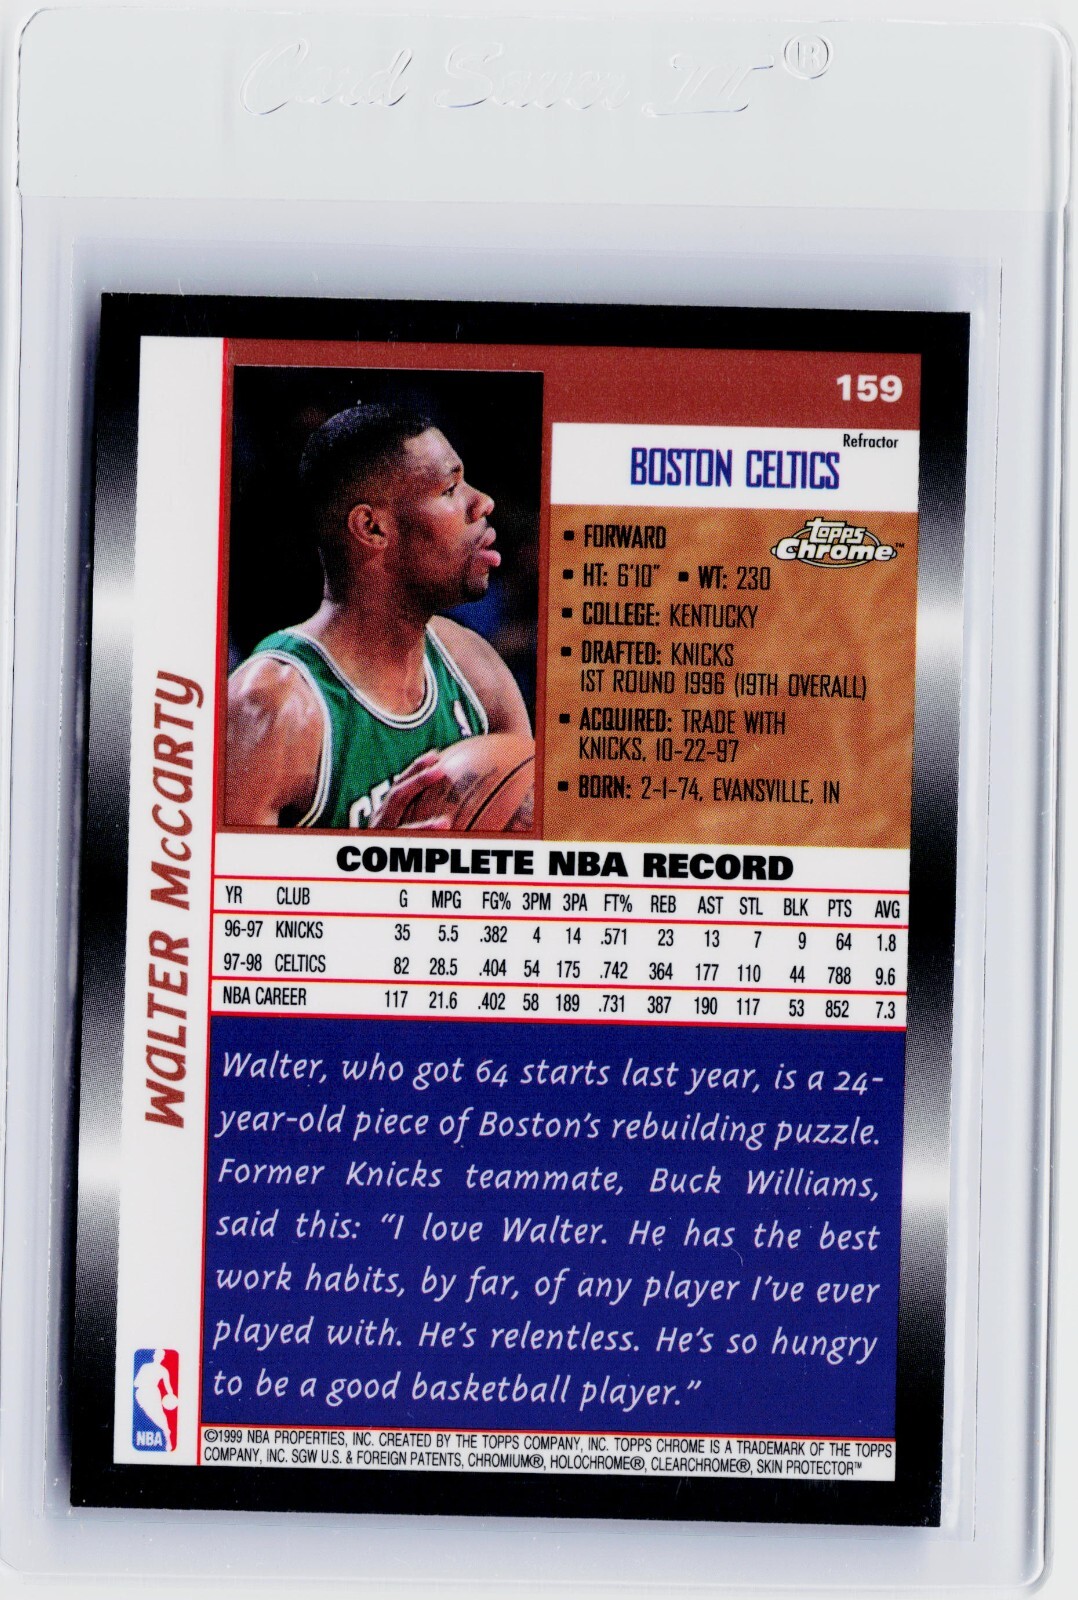 Card Saver II®
159
Refractor
BOSTON CELTICS
Topps
Chrome™
▪ FORWARD
▪ HT: 6'10" ▪ WT: 230
▪ COLLEGE: KENTUCKY
▪ DRAFTED: KNICKS
1ST ROUND 1996 (19TH OVERALL)
▪ ACQUIRED: TRADE WITH
KNICKS, 10-22-97
▪ BORN: 2-1-74, EVANSVILLE, IN
CE
WALTER McCARTY
COMPLETE NBA RECORD
YR CLUB G MPG FG% 3PM 3PA FT% REB AST STL BLK PTS AVG
96-97 KNICKS 35 5.5 .382 4 14 .571 23 13 7 9 64 1.8
97-98 CELTICS 82 28.5 .404 54 175 .742 364 177 110 44 788 9.6
NBA CAREER 117 21.6 .402 58 189 .731 387 190 117 53 852 7.3
Walter, who got 64 starts last year, is a 24-
year-old piece of Boston's rebuilding puzzle.
Former Knicks teammate, Buck Williams,
said this: "I love Walter. He has the best
work habits, by far, of any player I've ever
played with. He's relentless. He's so hungry
to be a good basketball player."
NBA
©1999 NBA PROPERTIES, INC. CREATED BY THE TOPPS COMPANY, INC. TOPPS CHROME IS A TRADEMARK OF THE TOPPS
COMPANY, INC. SGW U.S. & FOREIGN PATENTS, CHROMIUM®, HOLOCHROME®, CLEARCHROME®, SKIN PROTECTOR™